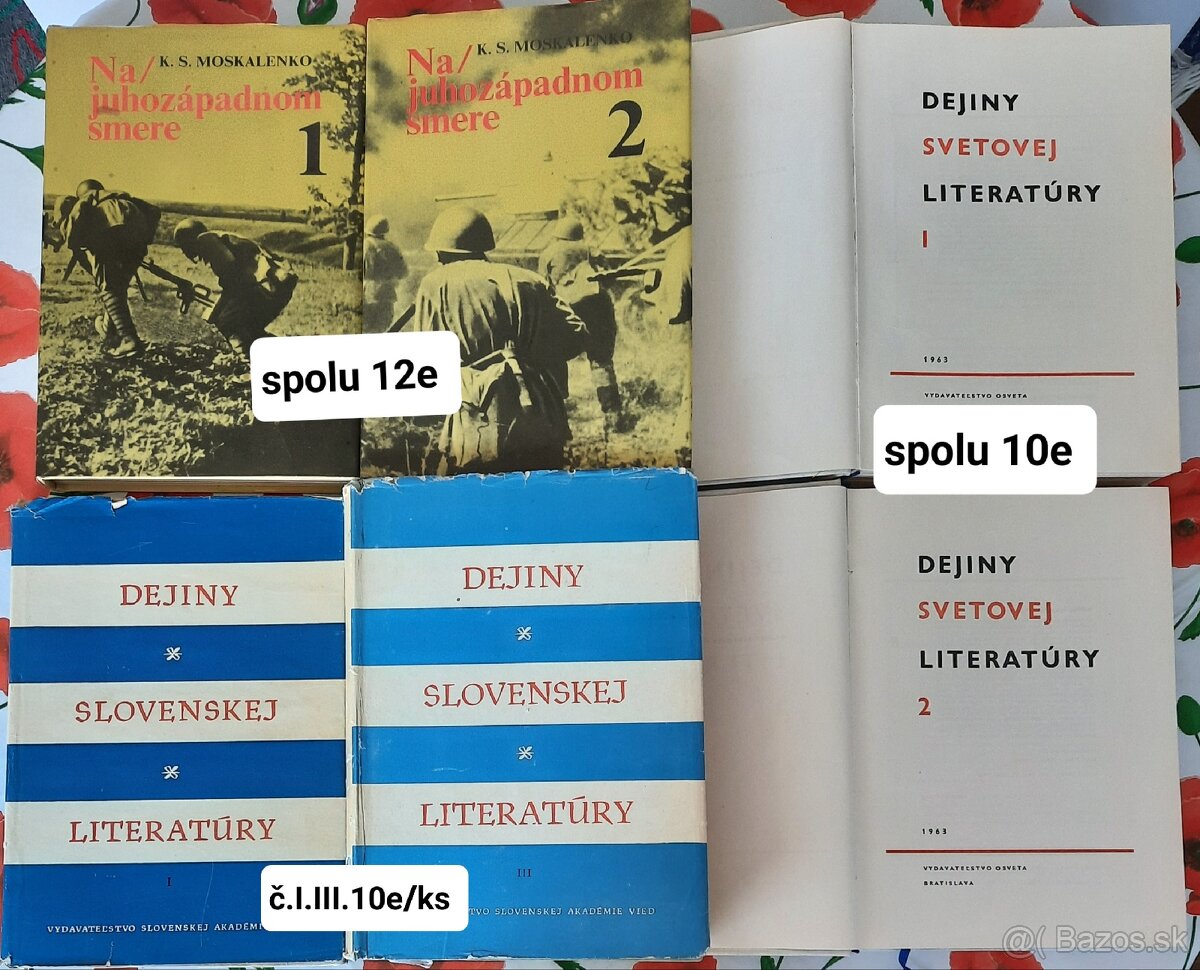 K. S. MOSKALENKO
Na/
juhozápadnom
smere
1
K. S. MOSKALENKO
Na/
juhozápadnom
smere
2
spolu 12e
DEJINY
SVETOVEJ
LITERATÚRY
1
1963
VYDAVATEĽSTVO OSVETA
spolu 10e
DEJINY
SLOVENSKEJ
LITERATÚRY
I
VYDAVATEĽSTVO SLOVENSKEJ AKADÉMIE
DEJINY
SLOVENSKEJ
LITERATÚRY
III
SLOVENSKEJ AKADÉMIE VIED
č.I.III.10e/ks
DEJINY
SVETOVEJ
LITERATÚRY
2
1963
VYDAVATEĽSTVO OSVETA
BRATISLAVA
@( Bazos.sk